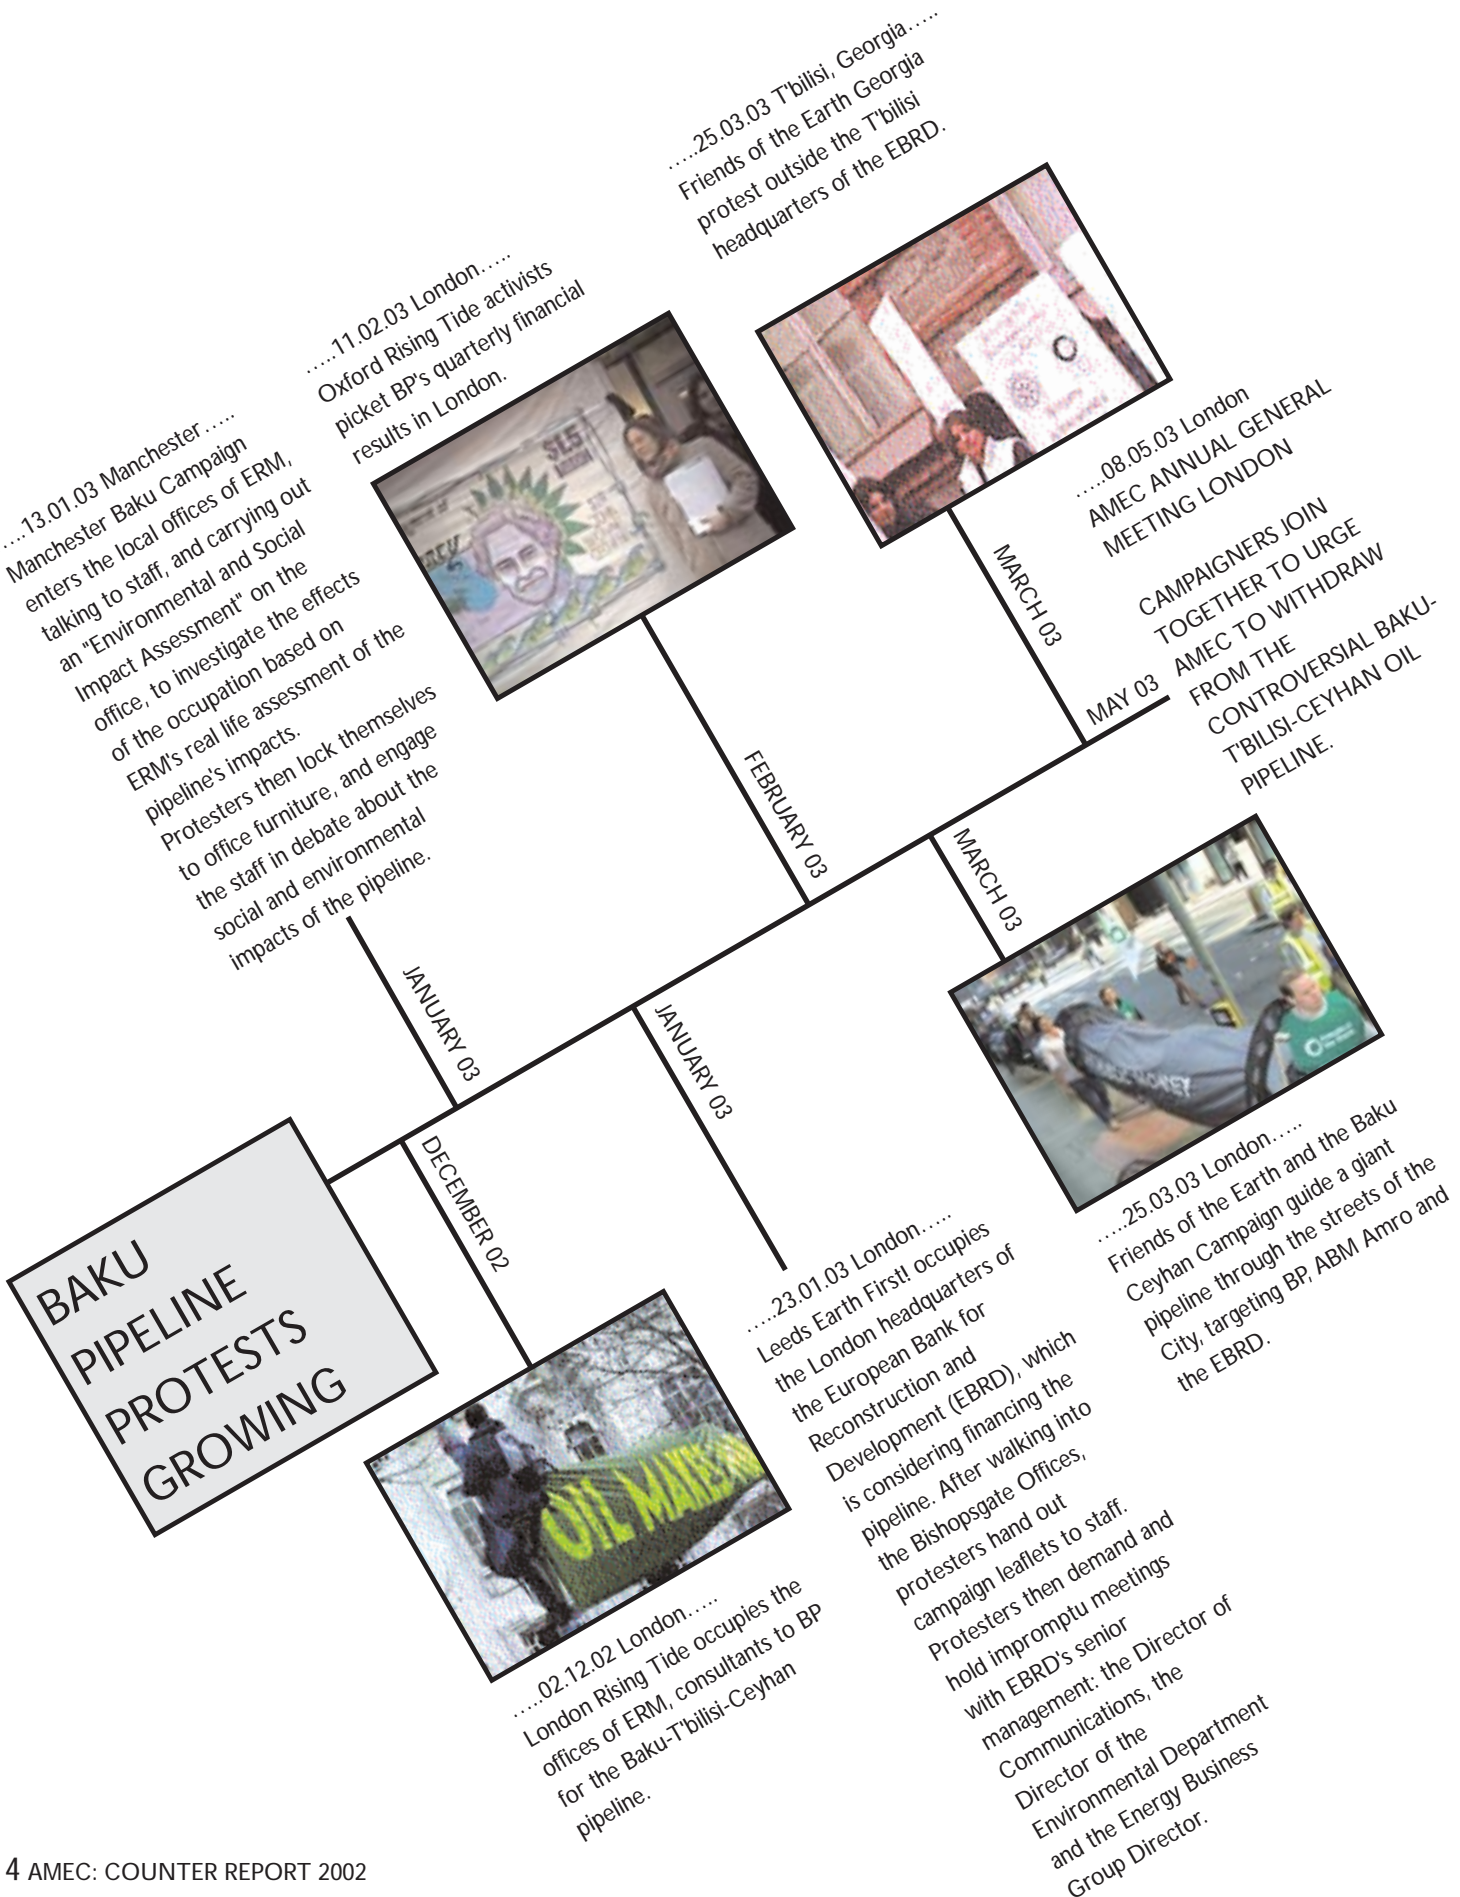 BAKU
PIPELINE
PROTESTS
GROWING
DECEMBER 02
.....02.12.02 London.....
London Rising Tide occupies the
offices of ERM, consultants to BP
for the Baku-T'bilisi-Ceyhan
pipeline.
OIL
JANUARY 03
....13.01.03 Manchester.....
Manchester Baku Campaign
enters the local offices of ERM,
talking to staff, and carrying out
an "Environmental and Social
Impact Assessment" on the
office, to investigate the effects
of the occupation based on
ERM's real life assessment of the
pipeline's impacts.
Protesters then lock themselves
to office furniture, and engage
the staff in debate about the
social and environmental
impacts of the pipeline.
JANUARY 03
.....23.01.03 London.....
Leeds Earth First! occupies
the London headquarters of
the European Bank for
Reconstruction and
Development (EBRD), which
is considering financing the
pipeline. After walking into
the Bishopsgate Offices,
protesters hand out
campaign leaflets to staff.
Protesters then demand and
hold impromptu meetings
with EBRD's senior
management: the Director of
Communications, the
Director of the
Environmental Department
and the Energy Business
Group Director.
FEBRUARY 03
.....11.02.03 London.....
Oxford Rising Tide activists
picket BP's quarterly financial
results in London.
MARCH 03
.....25.03.03 London.....
Friends of the Earth and the Baku
Ceyhan Campaign guide a giant
pipeline through the streets of the
City, targeting BP, ABM Amro and
the EBRD.
MARCH 03
.....25.03.03 T'bilisi, Georgia.....
Friends of the Earth Georgia
protest outside the T'bilisi
headquarters of the EBRD.
MAY 03
.....08.05.03 London
AMEC ANNUAL GENERAL
MEETING LONDON
CAMPAIGNERS JOIN
TOGETHER TO URGE
AMEC TO WITHDRAW
FROM THE
CONTROVERSIAL BAKU-
T'BILISI-CEYHAN OIL
PIPELINE.
4 AMEC: COUNTER REPORT 2002